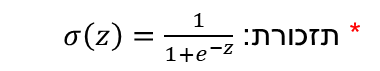 * תזכורת: σ(z) = 1/(1+e^{-z})